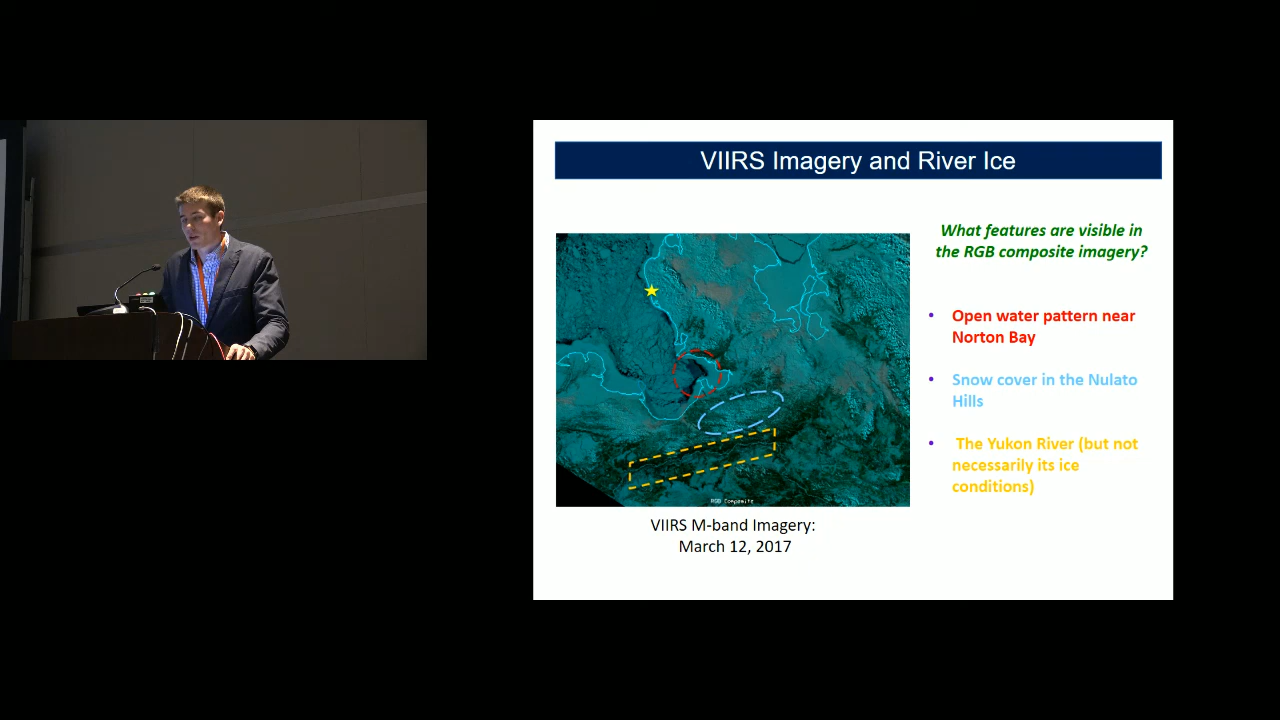 VIIRS Imagery and River Ice
What features are visible in
the RGB composite imagery?
• Open water pattern near
Norton Bay
• Snow cover in the Nulato
Hills
• The Yukon River (but not
necessarily its ice
conditions)
RGB Composite
VIIRS M-band Imagery:
March 12, 2017